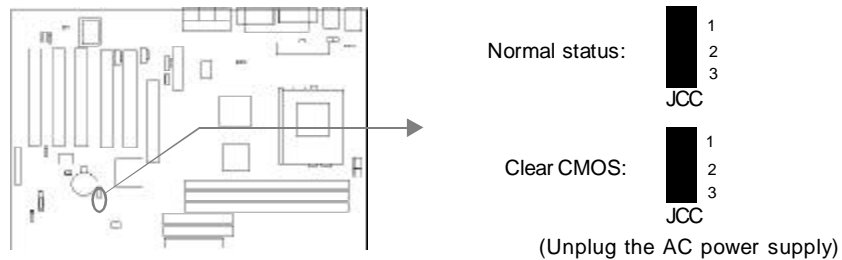 Normal status:
1
2
3
JCC
Clear CMOS:
1
2
3
JCC
(Unplug the AC power supply)